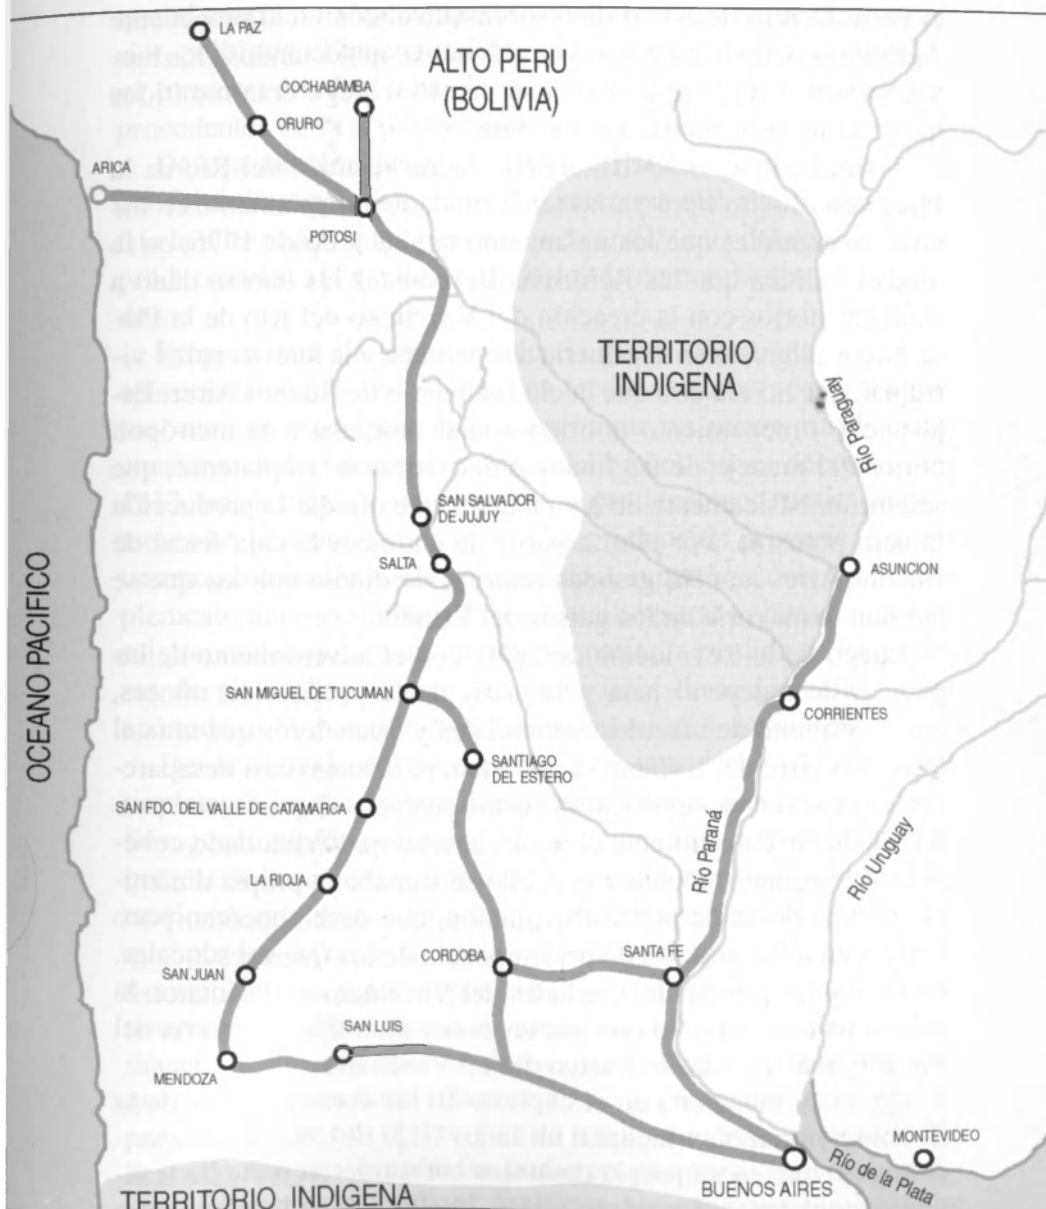 LA PAZ
ALTO PERU
(BOLIVIA)
COCHABAMBA
ORURO
ARICA
POTOSI
TERRITORIO
INDIGENA
Río Paraguay
SAN SALVADOR
DE JUJUY
SALTA
ASUNCION
OCEANO PACIFICO
SAN MIGUEL DE TUCUMAN
CORRIENTES
SANTIAGO
DEL ESTERO
SAN FDO. DEL VALLE DE CATAMARCA
Río Paraná
Río Uruguay
LA RIOJA
CORDOBA
SANTA FE
SAN JUAN
SAN LUIS
MENDOZA
MONTEVIDEO
Río de la Plata
BUENOS AIRES
TERRITORIO INDIGENA